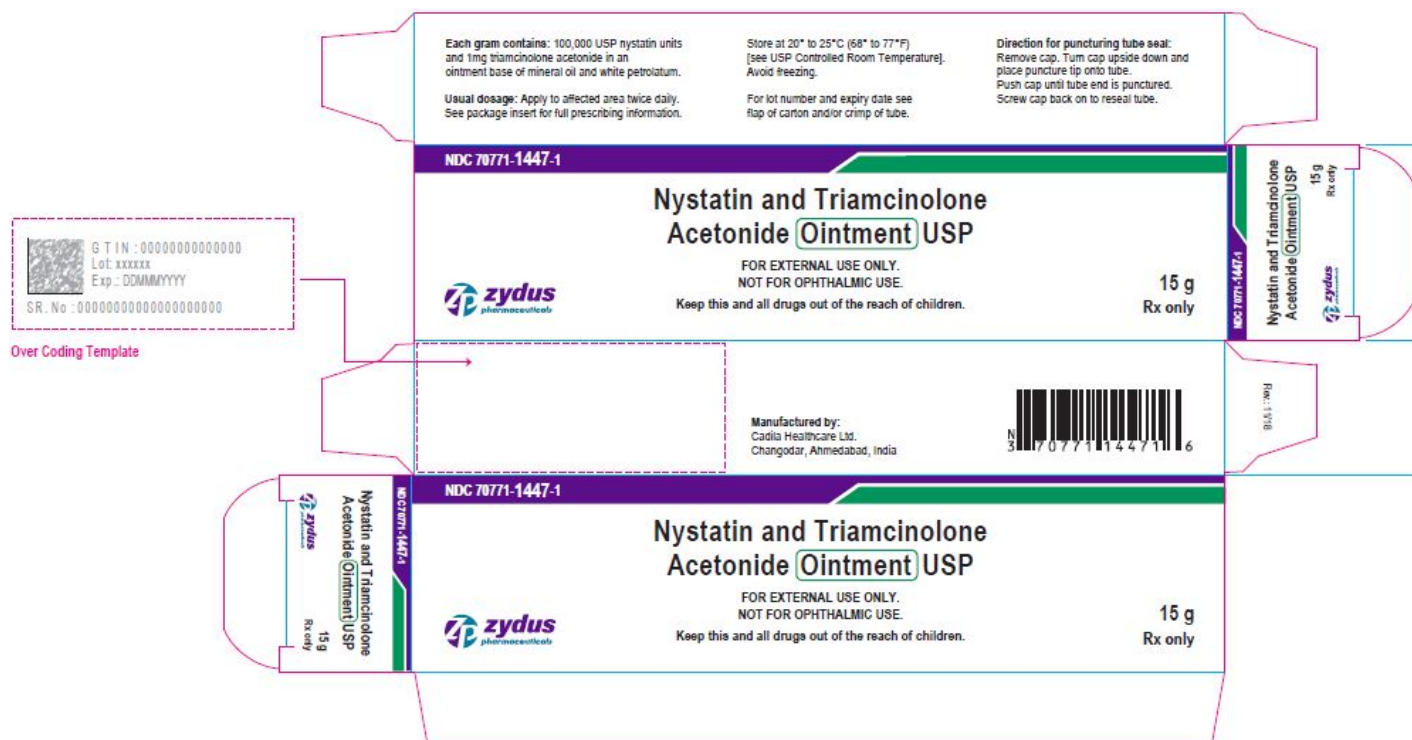 Each gram contains: 100,000 USP nystatin units
and 1mg triamcinolone acetonide in an
ointment base of mineral oil and white petrolatum.
Usual dosage: Apply to affected area twice daily.
See package insert for full prescribing information.
Store at 20° to 25°C (68° to 77°F)
[see USP Controlled Room Temperature].
Avoid freezing.
For lot number and expiry date see
flap of carton and/or crimp of tube.
Direction for puncturing tube seal:
Remove cap. Turn cap upside down and
place puncture tip onto tube.
Push cap until tube end is punctured.
Screw cap back on to reseal tube.
NDC 70771-1447-1
Nystatin and Triamcinolone
Acetonide Ointment USP
FOR EXTERNAL USE ONLY.
NOT FOR OPHTHALMIC USE.
Keep this and all drugs out of the reach of children.
zydus
pharmaceuticals
15 g
Rx only
NDC 70771-1447-1
Nystatin and Triamcinolone
Acetonide Ointment USP
15 g
Rx only
zydus
pharmaceuticals
GTIN :00000000000000
Lot: xxxxxx
Exp.: DDMMMYYYY
SR. No :00000000000000000000
Over Coding Template
Manufactured by:
Cadila Healthcare Ltd.
Changodar, Ahmedabad, India
N
3 70771 14471 6
Rev.: 11/18
NDC 70771-1447-1
Nystatin and Triamcinolone
Acetonide Ointment USP
zydus
pharmaceuticals
15 g
Rx only
NDC 70771-1447-1
Nystatin and Triamcinolone
Acetonide Ointment USP
FOR EXTERNAL USE ONLY.
NOT FOR OPHTHALMIC USE.
Keep this and all drugs out of the reach of children.
zydus
pharmaceuticals
15 g
Rx only